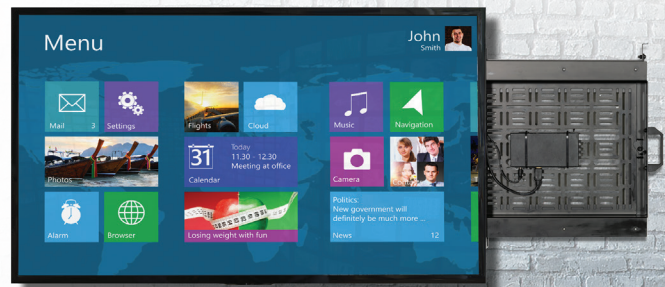 Menu
John
Smith
Mail 3
Settings
Flights
Cloud
Music
Navigation
Photos
31
Calendar
Today
11.30 - 12.30
Meeting at office
Camera
Alarm
Browser
Losing weight with fun
Politics:
New government will
definitely be much more ...
News 12